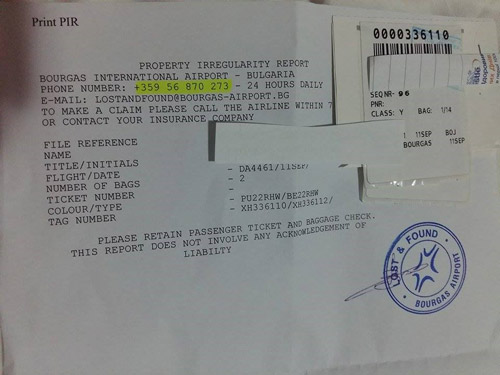 Print PIR
PROPERTY IRREGULARITY REPORT
BOURGAS INTERNATIONAL AIRPORT - BULGARIA
PHONE NUMBER: +359 56 870 273 - 24 HOURS DAILY
E-MAIL: LOSTANDFOUND@BOURGAS-AIRPORT.BG
TO MAKE A CLAIM PLEASE CALL THE AIRLINE WITHIN 7
OR CONTACT YOUR INSURANCE COMPANY
FILE REFERENCE
NAME
TITLE/INITIALS
FLIGHT/DATE - DA4461/11SEP/
NUMBER OF BAGS - 2
TICKET NUMBER -
COLOUR/TYPE - PU22RHW/BE22RHW
TAG NUMBER - XH336110/XH336112/
PLEASE RETAIN PASSENGER TICKET AND BAGGAGE CHECK.
THIS REPORT DOES NOT INVOLVE ANY ACKNOWLEDGEMENT OF
LIABILTY
0000336110
SEQ NR- 96
PNR:
CLASS: Y BAG: 1/14
1 11SEP BOJ
BOURGAS 11SEP
LOST & FOUND
BOURGAS AIRPORT